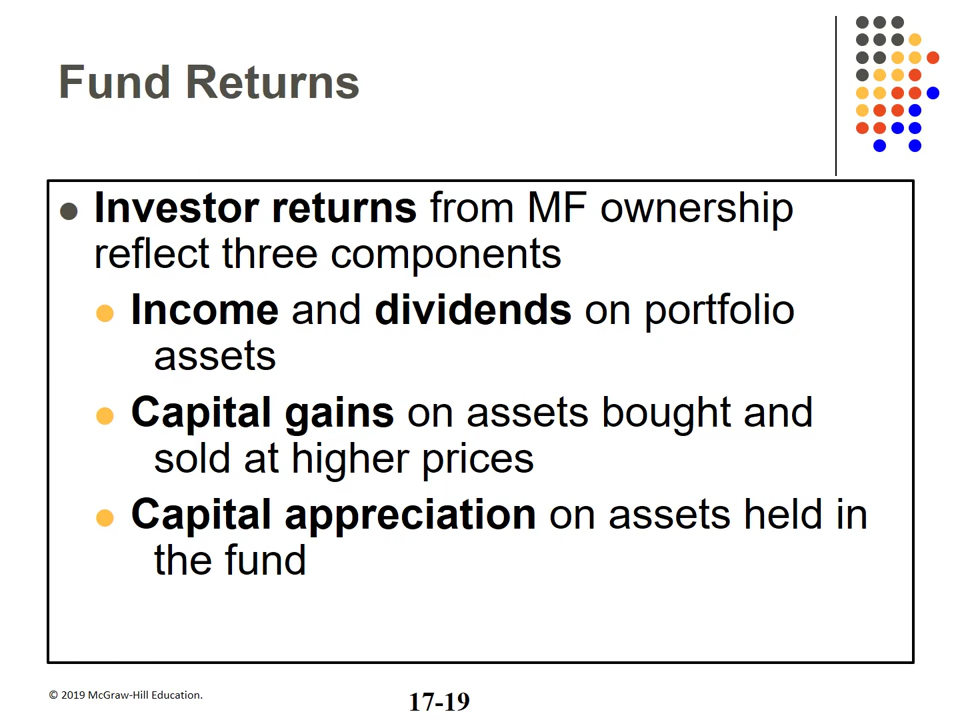 Fund Returns
Investor returns from MF ownership
reflect three components
Income and dividends on portfolio
assets
Capital gains on assets bought and
sold at higher prices
Capital appreciation on assets held in
the fund
© 2019 McGraw-Hill Education.
17-19